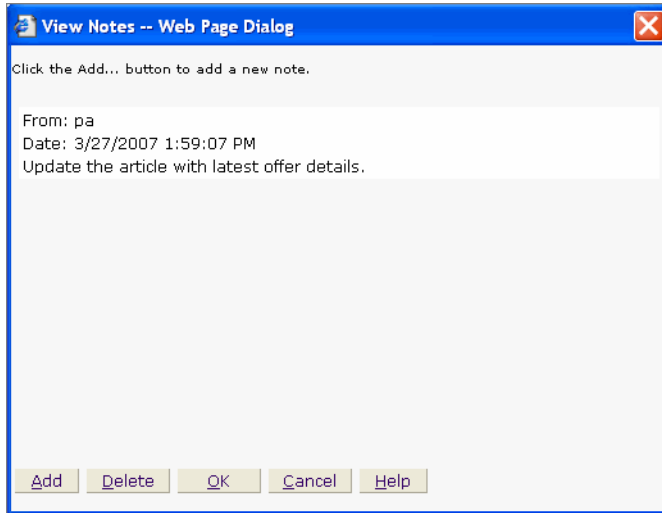 View Notes -- Web Page Dialog
Click the Add... button to add a new note.
From: pa
Date: 3/27/2007 1:59:07 PM
Update the article with latest offer details.
Add Delete OK Cancel Help